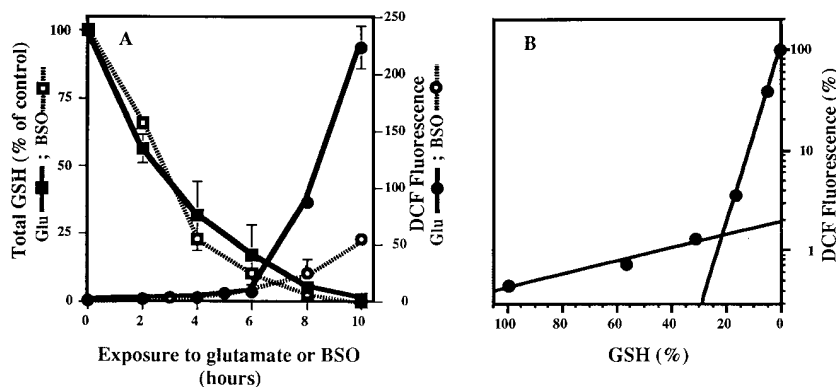 A
B
Total GSH (% of control)
Glu ; BSO
100
75
50
25
0
250
200
150
100
50
0
DCF Fluorescence
Glu ; BSO
0 2 4 6 8 10
Exposure to glutamate or BSO
(hours)
100
10
1
DCF Fluorescence (%)
100 80 60 40 20 0
GSH (%)